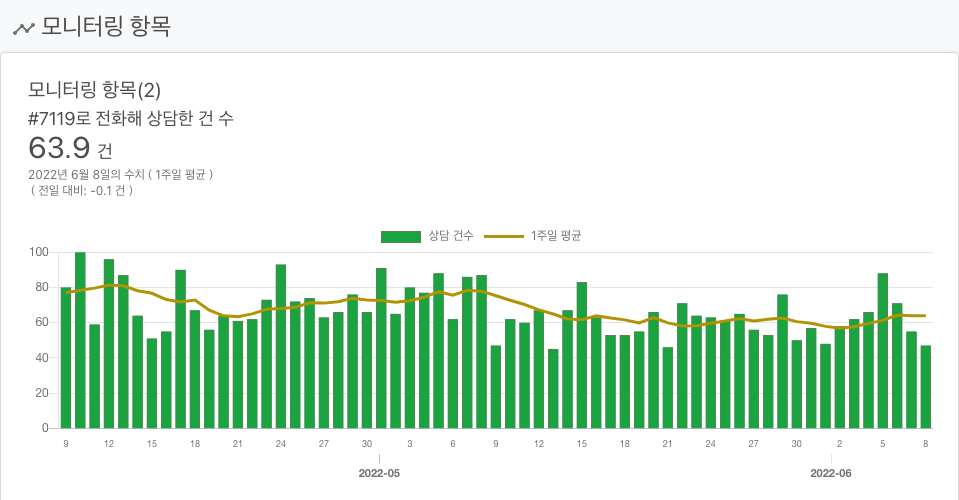 모니터링 항목
모니터링 항목(2)
#7119로 전화해 상담한 건 수
63.9 건
2022년 6월 8일의 수치 ( 1주일 평균 )
( 전일 대비: -0.1 건 )
상담 건수 1주일 평균
100
80
60
40
20
0
9 12 15 18 21 24 27 30 3 6 9 12 15 18 21 24 27 30 2 5 8
2022-05 2022-06